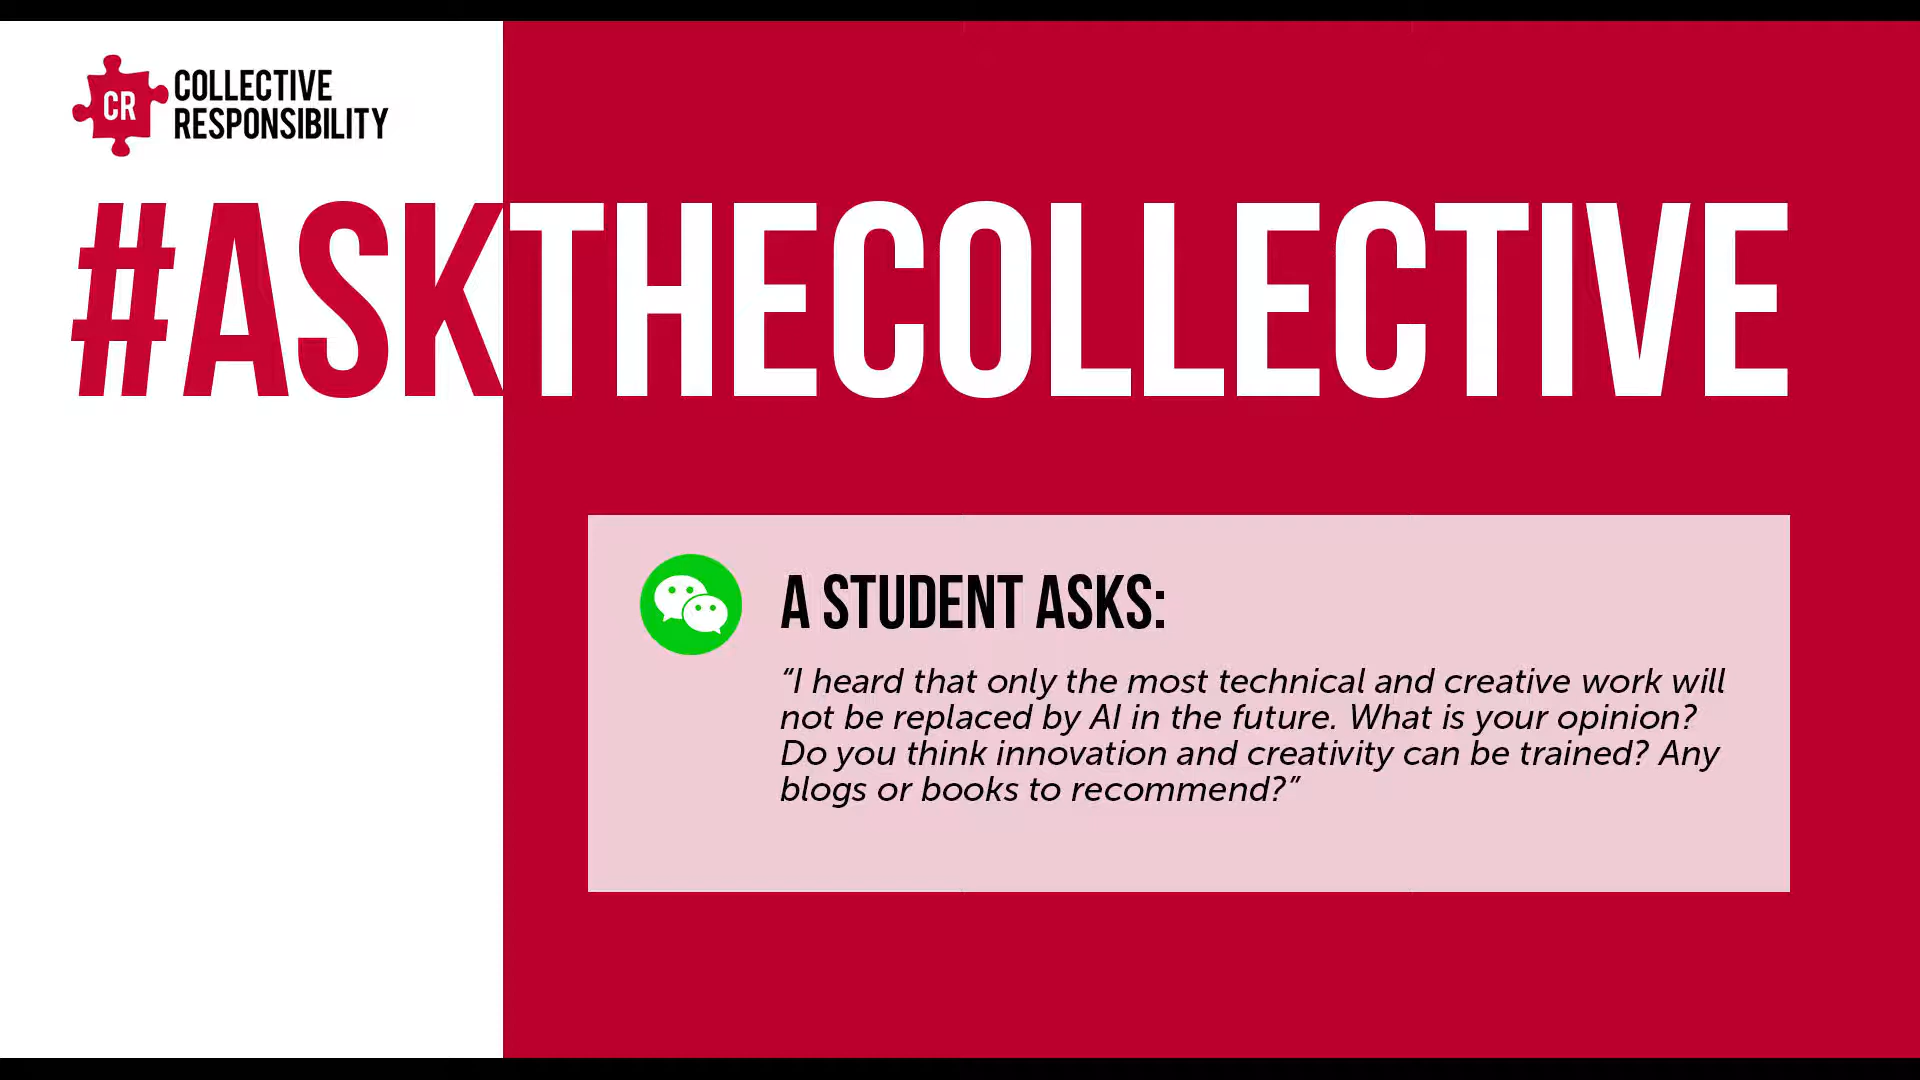 CR
COLLECTIVE
RESPONSIBILITY
#ASKTHECOLLECTIVE
A STUDENT ASKS:
“I heard that only the most technical and creative work will
not be replaced by AI in the future. What is your opinion?
Do you think innovation and creativity can be trained? Any
blogs or books to recommend?”